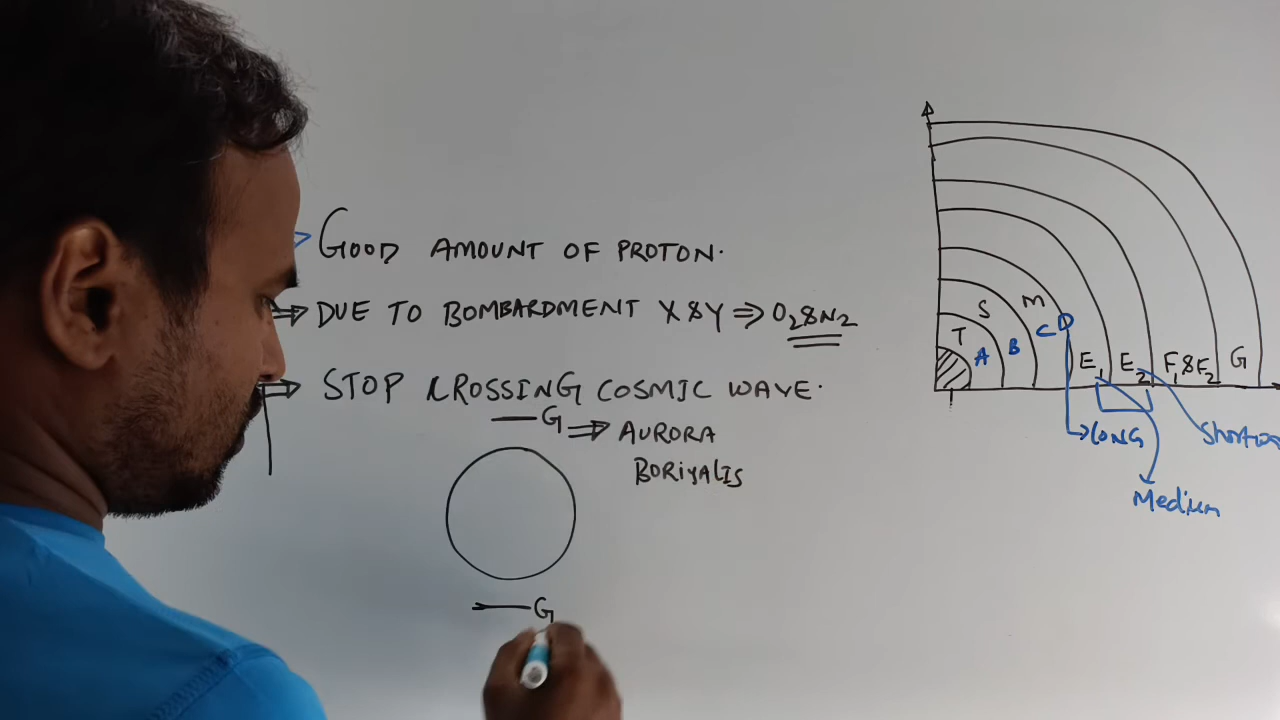 GOOD AMOUNT OF PROTON.
⇒ DUE TO BOMBARDMENT X & Y ⇒ O2 & N2
⇒ STOP CROSSING COSMIC WAVE.
G ⇒ AURORA
BORIYALIS
G
T S M
A B C D
E1 E2 F1 & F2 G
LONG
Medium